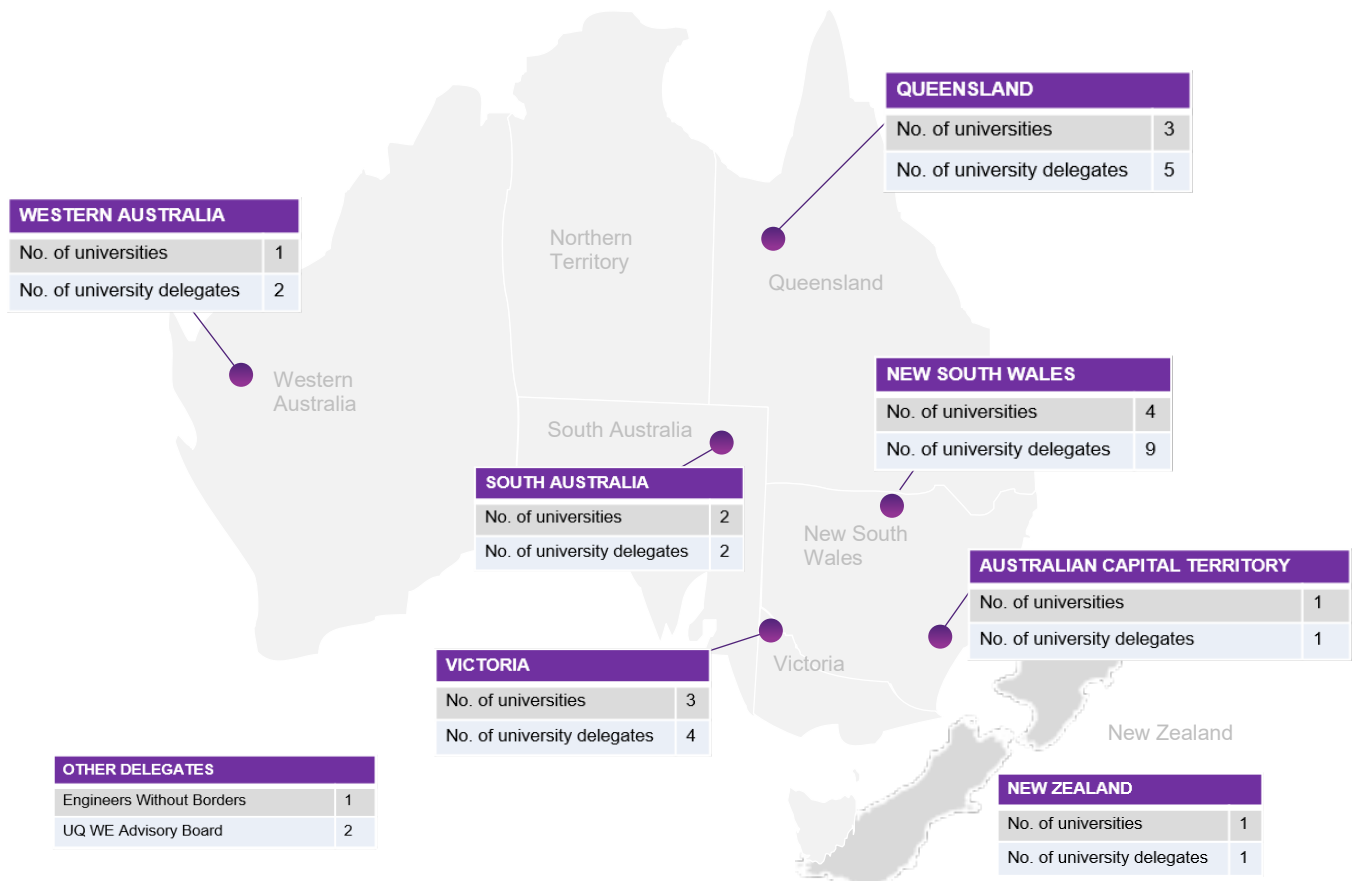 QUEENSLAND
No. of universities 3
No. of university delegates 5
WESTERN AUSTRALIA
No. of universities 1
No. of university delegates 2
Northern
Territory
Queensland
Western
Australia
NEW SOUTH WALES
No. of universities 4
No. of university delegates 9
South Australia
SOUTH AUSTRALIA
No. of universities 2
No. of university delegates 2
New South
Wales
AUSTRALIAN CAPITAL TERRITORY
No. of universities 1
No. of university delegates 1
Victoria
VICTORIA
No. of universities 3
No. of university delegates 4
New Zealand
OTHER DELEGATES
Engineers Without Borders 1
UQ WE Advisory Board 2
NEW ZEALAND
No. of universities 1
No. of university delegates 1